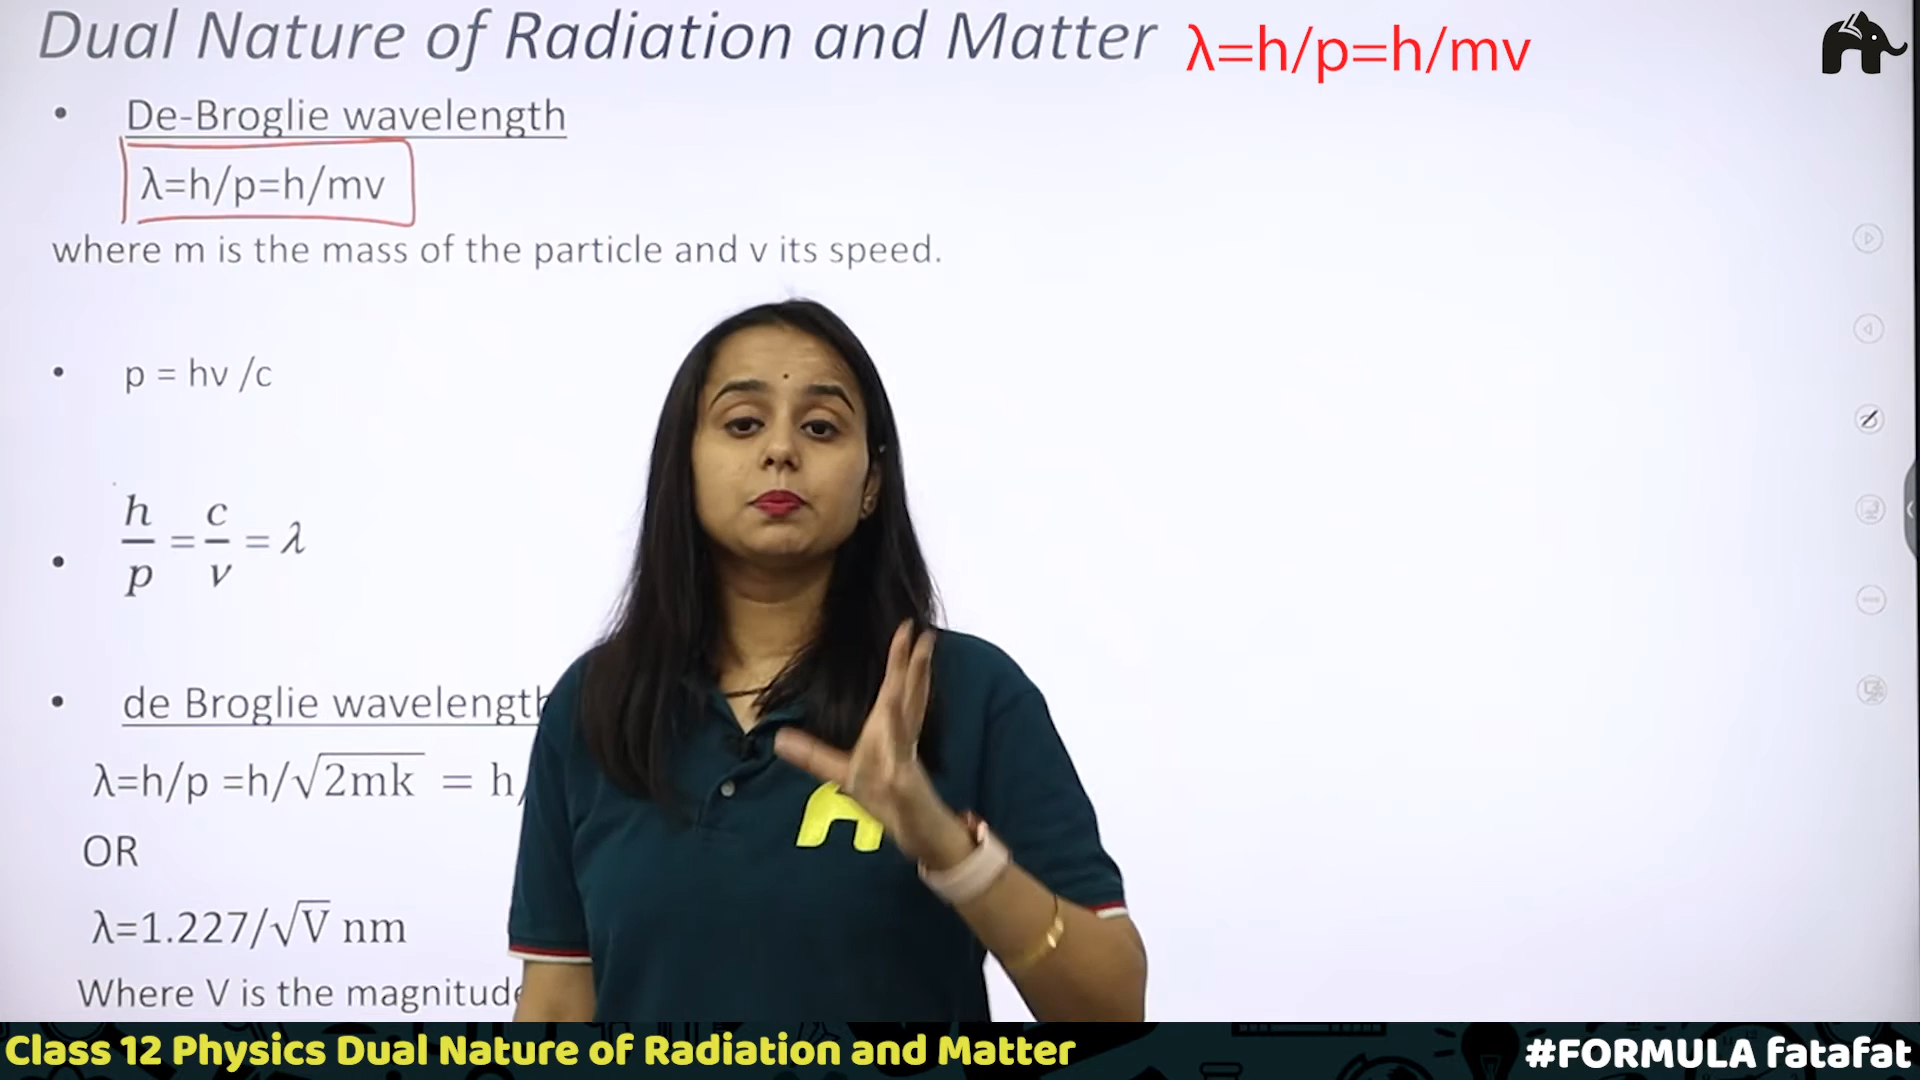 Dual Nature of Radiation and Matter λ=h/p=h/mv
• De-Broglie wavelength
λ=h/p=h/mv
where m is the mass of the particle and v its speed.
• p = hν /c
• h/p = c/ν = λ
• de Broglie wavelength
λ=h/p =h/√2mk = h/
OR
λ=1.227/√V nm
Where V is the magnitude
Class 12 Physics Dual Nature of Radiation and Matter
#FORMULA fatafat